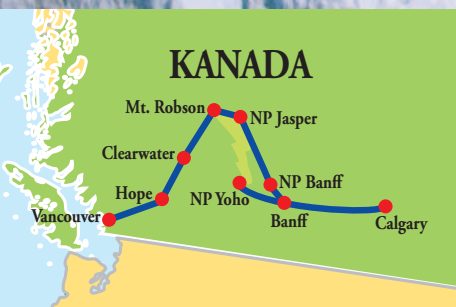 KANADA
Mt. Robson
NP Jasper
Clearwater
NP Banff
Hope
NP Yoho
Vancouver
Banff
Calgary